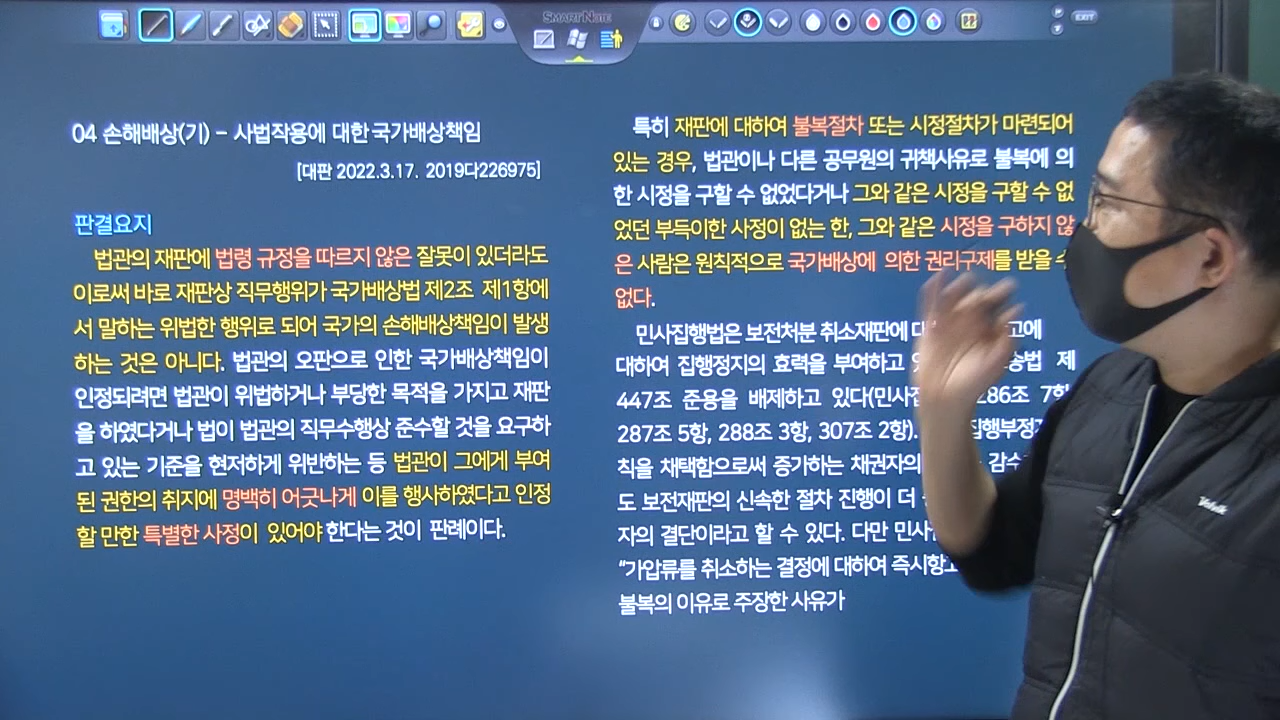 SMARTNOTE
EXIT
04 손해배상(기) – 사법작용에 대한 국가배상책임
[대판 2022.3.17. 2019다226975]
판결요지
법관의 재판에 법령 규정을 따르지 않은 잘못이 있더라도
이로써 바로 재판상 직무행위가 국가배상법 제2조 제1항에
서 말하는 위법한 행위로 되어 국가의 손해배상책임이 발생
하는 것은 아니다. 법관의 오판으로 인한 국가배상책임이
인정되려면 법관이 위법하거나 부당한 목적을 가지고 재판
을 하였다거나 법이 법관의 직무수행상 준수할 것을 요구하
고 있는 기준을 현저하게 위반하는 등 법관이 그에게 부여
된 권한의 취지에 명백히 어긋나게 이를 행사하였다고 인정
할 만한 특별한 사정이 있어야 한다는 것이 판례이다.
특히 재판에 대하여 불복절차 또는 시정절차가 마련되어
있는 경우, 법관이나 다른 공무원의 귀책사유로 불복에 의
한 시정을 구할 수 없었다거나 그와 같은 시정을 구할 수 없
었던 부득이한 사정이 없는 한, 그와 같은 시정을 구하지 않
은 사람은 원칙적으로 국가배상에 의한 권리구제를 받을 수
없다.
민사집행법은 보전처분 취소재판에 고에
대하여 집행정지의 효력을 부여하고 송법 제
447조 준용을 배제하고 있다(민사 286조 7항
287조 5항, 288조 3항, 307조 2항). 집행부정
칙을 채택함으로써 증가하는 채권자의 감수
도 보전재판의 신속한 절차 진행이 더
자의 결단이라고 할 수 있다. 다만 민사
“가압류를 취소하는 결정에 대하여 즉시항고
불복의 이유로 주장한 사유가
Volvik